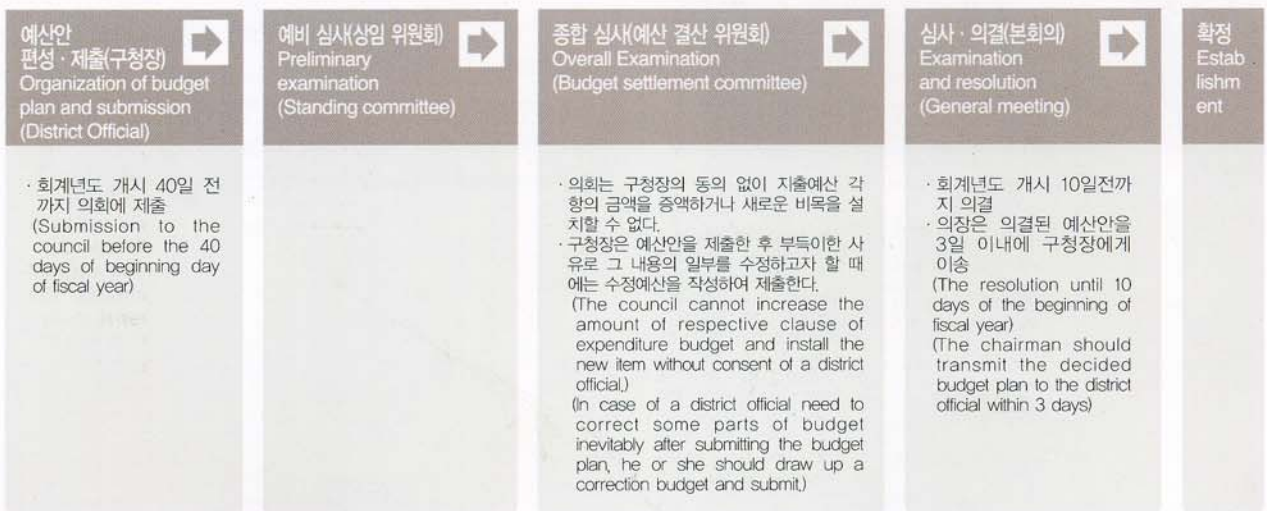 예산안
편성 · 제출(구청장)
Organization of budget
plan and submission
(District Official)
· 회계년도 개시 40일 전
까지 의회에 제출
(Submission to the
council before the 40
days of beginning day
of fiscal year)
예비 심사(상임 위원회)
Preliminary
examination
(Standing committee)
종합 심사(예산 결산 위원회)
Overall Examination
(Budget settlement committee)
· 의회는 구청장의 동의 없이 지출예산 각
항의 금액을 증액하거나 새로운 비목을 설
치할 수 없다.
· 구청장은 예산안을 제출한 후 부득이한 사
유로 그 내용의 일부를 수정하고자 할 때
에는 수정예산을 작성하여 제출한다.
(The council cannot increase the
amount of respective clause of
expenditure budget and install the
new item without consent of a district
official.)
(In case of a district official need to
correct some parts of budget
inevitably after submitting the budget
plan, he or she should draw up a
correction budget and submit.)
심사 · 의결(본회의)
Examination
and resolution
(General meeting)
· 회계년도 개시 10일전까
지 의결
· 의장은 의결된 예산안을
3일 이내에 구청장에게
이송
(The resolution until 10
days of the beginning of
fiscal year)
(The chairman should
transmit the decided
budget plan to the district
official within 3 days)
확정
Estab
lishm
ent